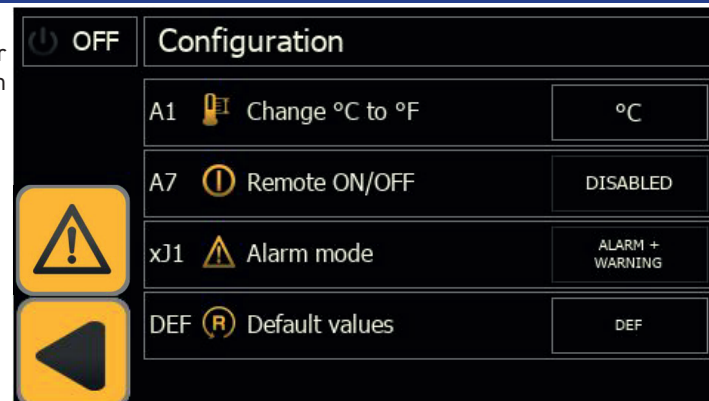 OFF Configuration
A1 Change °C to °F °C
A7 Remote ON/OFF DISABLED
xJ1 Alarm mode ALARM +
WARNING
DEF R Default values DEF